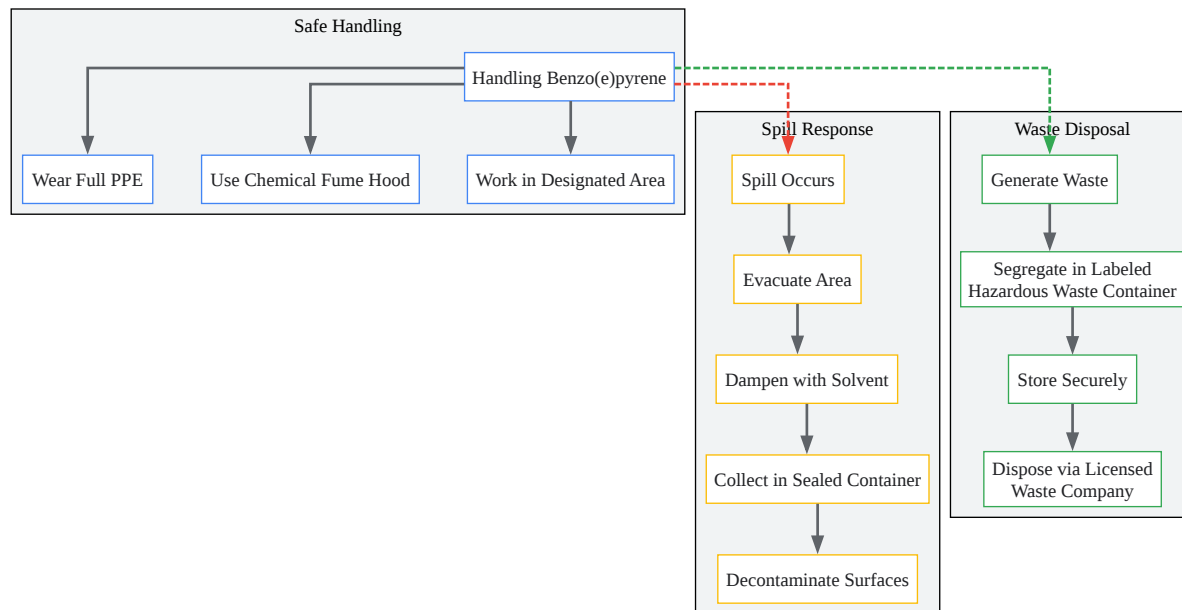 Safe Handling
Handling Benzo(e)pyrene
Wear Full PPE
Use Chemical Fume Hood
Work in Designated Area
Spill Response
Spill Occurs
Evacuate Area
Dampen with Solvent
Collect in Sealed Container
Decontaminate Surfaces
Waste Disposal
Generate Waste
Segregate in Labeled
Hazardous Waste Container
Store Securely
Dispose via Licensed
Waste Company